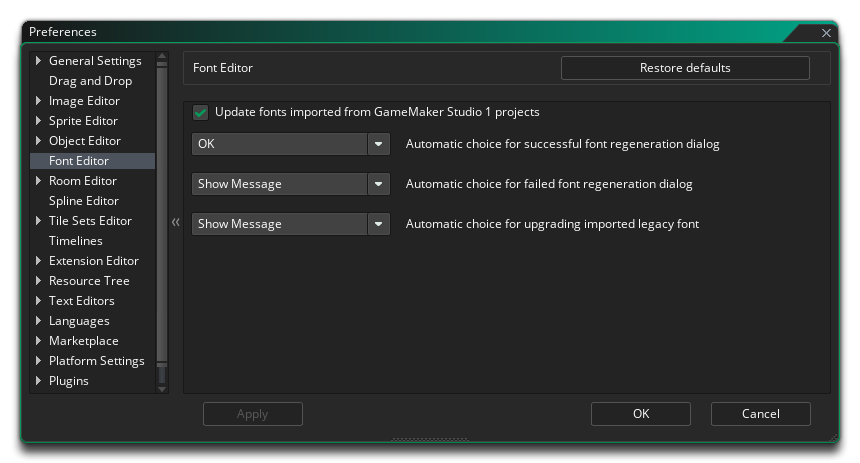 Preferences
General Settings
Drag and Drop
Image Editor
Sprite Editor
Object Editor
Font Editor
Room Editor
Spline Editor
Tile Sets Editor
Timelines
Extension Editor
Resource Tree
Text Editors
Languages
Marketplace
Platform Settings
Plugins
Font Editor
Restore defaults
Update fonts imported from GameMaker Studio 1 projects
OK Automatic choice for successful font regeneration dialog
Show Message Automatic choice for failed font regeneration dialog
Show Message Automatic choice for upgrading imported legacy font
Apply
OK
Cancel